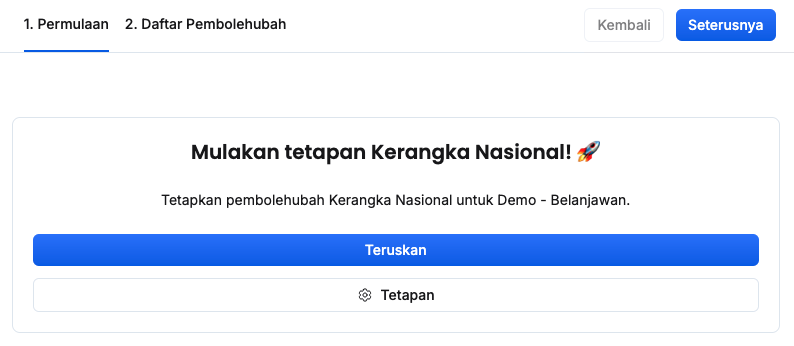 1. Permulaan 2. Daftar Pembolehubah Kembali Seterusnya
Mulakan tetapan Kerangka Nasional! 🚀
Tetapkan pembolehubah Kerangka Nasional untuk Demo - Belanjawan.
Teruskan
Tetapan